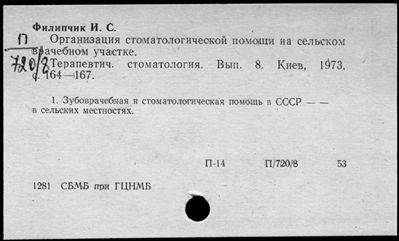 Филипчик И. С.
П
720/8
Организация стоматологической помощи на сельском
врачебном участке.
Терапевтич. стоматология. Вып. 8. Киев, 1973,
с. 164—167.
1. Зубоврачебная и стоматологическая помощь в СССР — —
в сельских местностях.
П-14 П/720/8 53
1281 СБМБ при ГЦНМБ